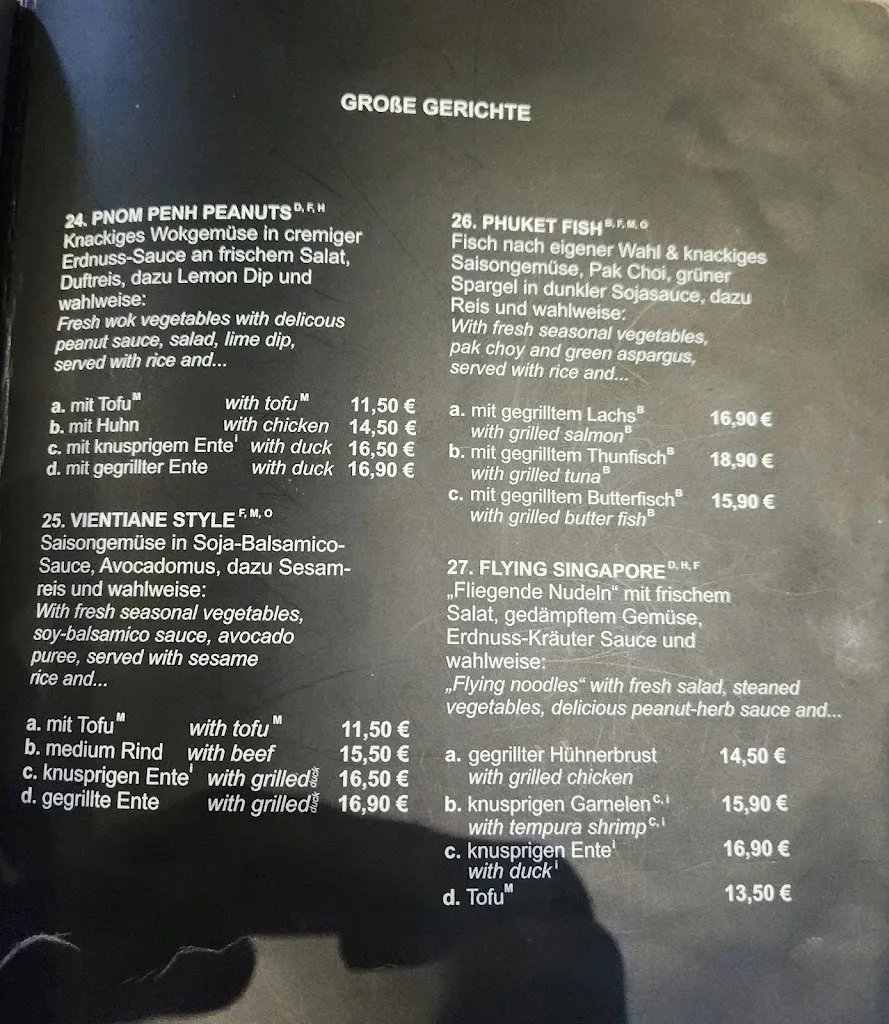 GROßE GERICHTE
24. PNOM PENH PEANUTS D, F, H
Knackiges Wokgemüse in cremiger
Erdnuss-Sauce an frischem Salat,
Duftreis, dazu Lemon Dip und
wahlweise:
Fresh wok vegetables with delicous
peanut sauce, salad, lime dip,
served with rice and...
a. mit Tofu M with tofu M 11,50 €
b. mit Huhn with chicken 14,50 €
c. mit knusprigem Ente i with duck 16,50 €
d. mit gegrillter Ente with duck 16,90 €
25. VIENTIANE STYLE F, M, O
Saisongemüse in Soja-Balsamico-
Sauce, Avocadomus, dazu Sesam-
reis und wahlweise:
With fresh seasonal vegetables,
soy-balsamico sauce, avocado
puree, served with sesame
rice and...
a. mit Tofu M with tofu M 11,50 €
b. medium Rind with beef 15,50 €
c. knusprigen Ente i with grilled duck 16,50 €
d. gegrillte Ente with grilled duck 16,90 €
26. PHUKET FISH B, F, M, O
Fisch nach eigener Wahl & knackiges
Saisongemüse, Pak Choi, grüner
Spargel in dunkler Sojasauce, dazu
Reis und wahlweise:
With fresh seasonal vegetables,
pak choy and green aspargus,
served with rice and...
a. mit gegrilltem Lachs B 16,90 €
with grilled salmon B
b. mit gegrilltem Thunfisch B 18,90 €
with grilled tuna B
c. mit gegrilltem Butterfisch B 15,90 €
with grilled butter fish B
27. FLYING SINGAPORE D, H, F
„Fliegende Nudeln“ mit frischem
Salat, gedämpftem Gemüse,
Erdnuss-Kräuter Sauce und
wahlweise:
„Flying noodles“ with fresh salad, steaned
vegetables, delicious peanut-herb sauce and...
a. gegrillter Hühnerbrust 14,50 €
with grilled chicken
b. knusprigen Garnelen C, i 15,90 €
with tempura shrimp C, i
c. knusprigen Ente i 16,90 €
with duck i
d. Tofu M 13,50 €